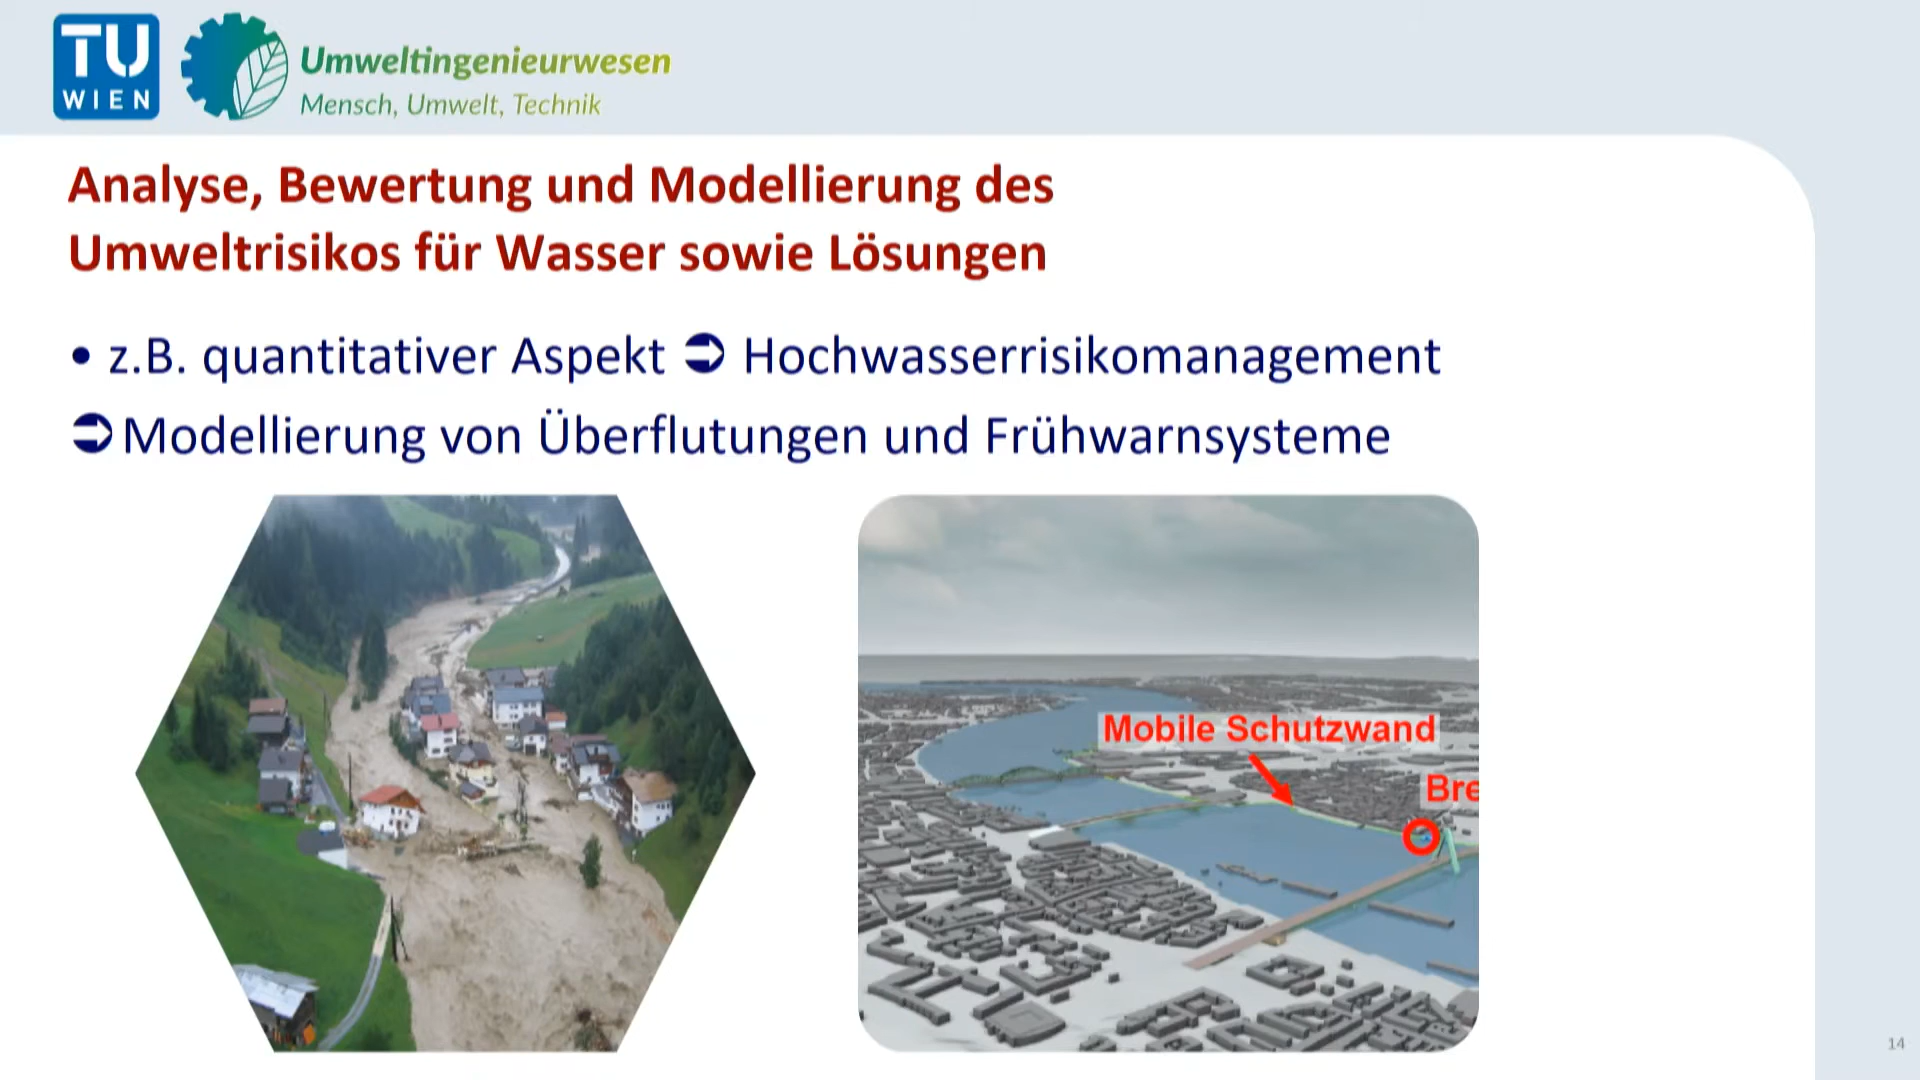 TU
WIEN
Umweltingenieurwesen
Mensch, Umwelt, Technik
Analyse, Bewertung und Modellierung des
Umweltrisikos für Wasser sowie Lösungen
• z.B. quantitativer Aspekt ➲ Hochwasserrisikomanagement
➲ Modellierung von Überflutungen und Frühwarnsysteme
Mobile Schutzwand
Bre
14